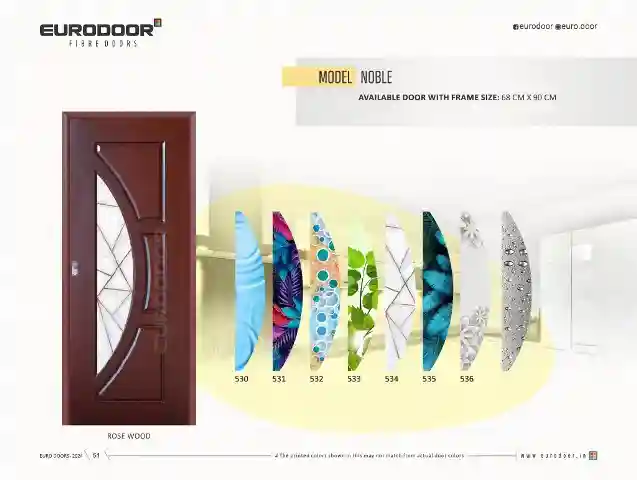 EURODOOR
FIBRE DOORS
eurodoor euro.door
MODEL NOBLE
AVAILABLE DOOR WITH FRAME SIZE: 68 CM X 90 CM
530 531 532 533 534 535 536
ROSE WOOD
EURO DOORS-2024 51
The printed colors shown in this may not match from actual door colors
www.eurodoor.in